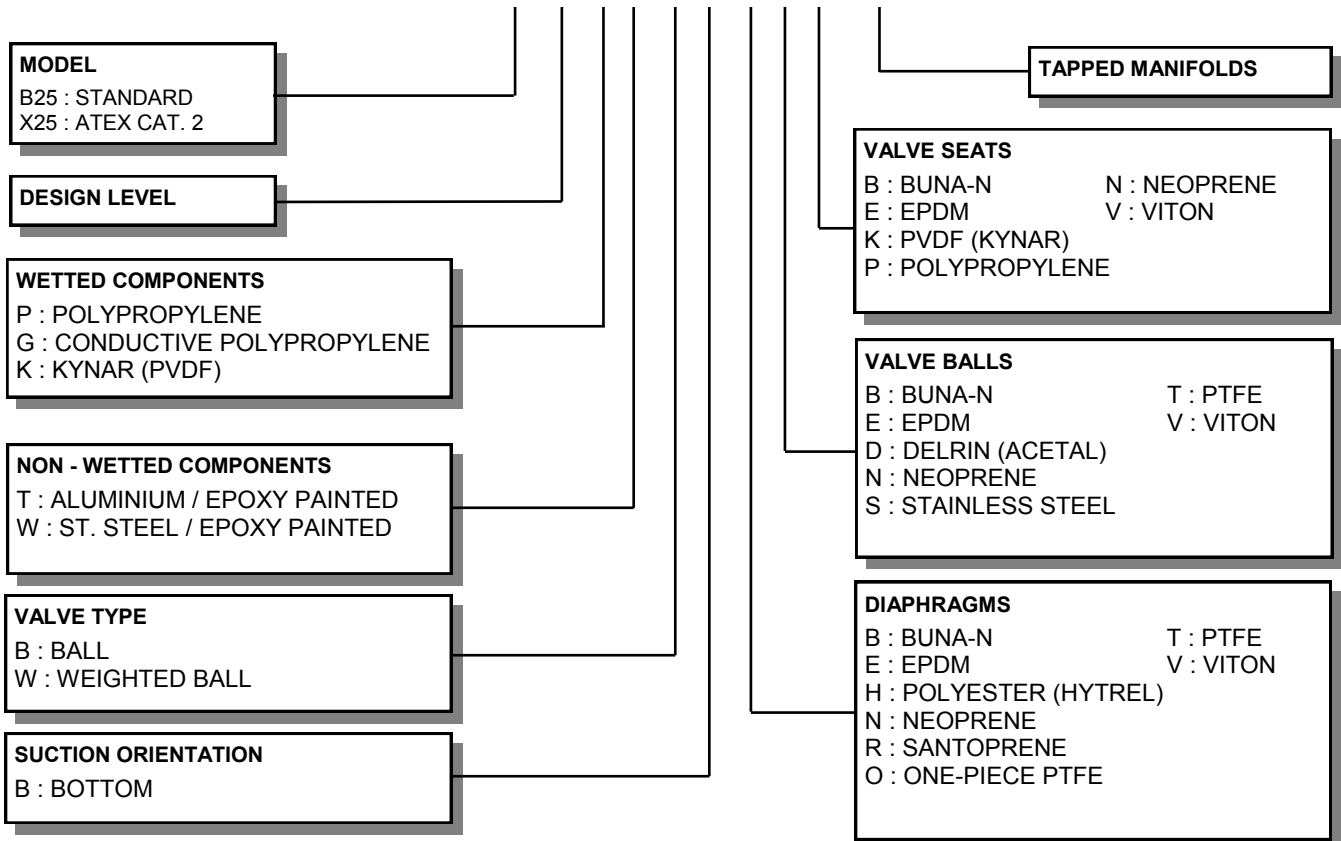 MODEL
B25 : STANDARD
X25 : ATEX CAT. 2
DESIGN LEVEL
WETTED COMPONENTS
P : POLYPROPYLENE
G : CONDUCTIVE POLYPROPYLENE
K : KYNAR (PVDF)
NON - WETTED COMPONENTS
T : ALUMINIUM / EPOXY PAINTED
W : ST. STEEL / EPOXY PAINTED
VALVE TYPE
B : BALL
W : WEIGHTED BALL
SUCTION ORIENTATION
B : BOTTOM
TAPPED MANIFOLDS
VALVE SEATS
B : BUNA-N N : NEOPRENE
E : EPDM V : VITON
K : PVDF (KYNAR)
P : POLYPROPYLENE
VALVE BALLS
B : BUNA-N T : PTFE
E : EPDM V : VITON
D : DELRIN (ACETAL)
N : NEOPRENE
S : STAINLESS STEEL
DIAPHRAGMS
B : BUNA-N T : PTFE
E : EPDM V : VITON
H : POLYESTER (HYTREL)
N : NEOPRENE
R : SANTOPRENE
O : ONE-PIECE PTFE